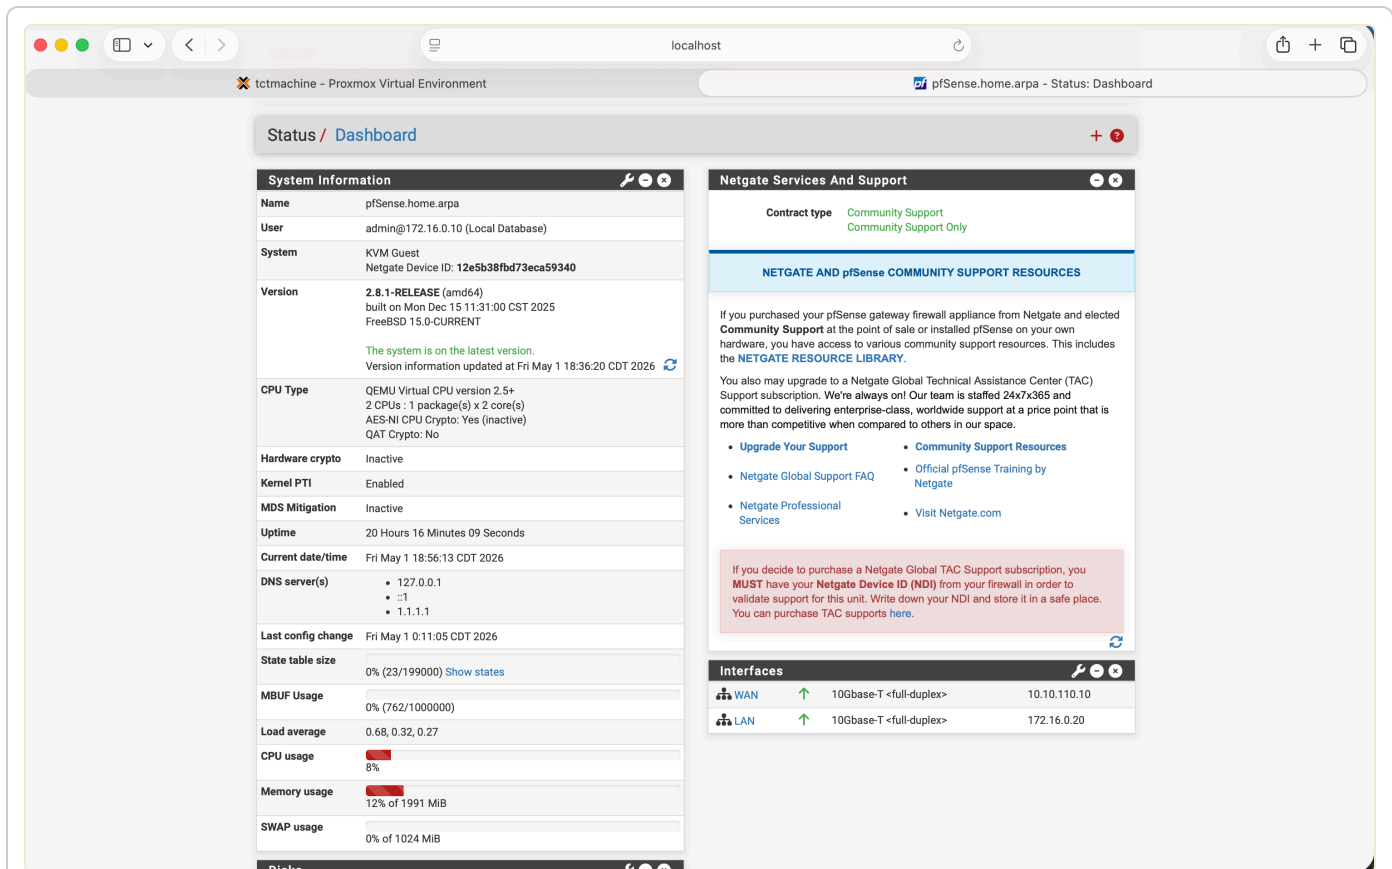 localhost
tctmachine - Proxmox Virtual Environment
pfSense.home.arpa - Status: Dashboard
Status / Dashboard
System Information
Name pfSense.home.arpa
User admin@172.16.0.10 (Local Database)
System KVM Guest
Netgate Device ID: 12e5b38fbd73eca59340
Version 2.8.1-RELEASE (amd64)
built on Mon Dec 15 11:31:00 CST 2025
FreeBSD 15.0-CURRENT
The system is on the latest version.
Version information updated at Fri May 1 18:36:20 CDT 2026
CPU Type QEMU Virtual CPU version 2.5+
2 CPUs : 1 package(s) x 2 core(s)
AES-NI CPU Crypto: Yes (inactive)
QAT Crypto: No
Hardware crypto Inactive
Kernel PTI Enabled
MDS Mitigation Inactive
Uptime 20 Hours 16 Minutes 09 Seconds
Current date/time Fri May 1 18:56:13 CDT 2026
DNS server(s) • 127.0.0.1
• ::1
• 1.1.1.1
Last config change Fri May 1 0:11:05 CDT 2026
State table size
0% (23/199000) Show states
MBUF Usage
0% (762/1000000)
Load average 0.68, 0.32, 0.27
CPU usage
8%
Memory usage
12% of 1991 MiB
SWAP usage
0% of 1024 MiB
Disks
Netgate Services And Support
Contract type Community Support
Community Support Only
NETGATE AND pfSense COMMUNITY SUPPORT RESOURCES
If you purchased your pfSense gateway firewall appliance from Netgate and elected
Community Support at the point of sale or installed pfSense on your own
hardware, you have access to various community support resources. This includes
the NETGATE RESOURCE LIBRARY.
You also may upgrade to a Netgate Global Technical Assistance Center (TAC)
Support subscription. We're always on! Our team is staffed 24x7x365 and
committed to delivering enterprise-class, worldwide support at a price point that is
more than competitive when compared to others in our space.
• Upgrade Your Support
• Community Support Resources
• Netgate Global Support FAQ
• Official pfSense Training by
Netgate
• Netgate Professional
Services
• Visit Netgate.com
If you decide to purchase a Netgate Global TAC Support subscription, you
MUST have your Netgate Device ID (NDI) from your firewall in order to
validate support for this unit. Write down your NDI and store it in a safe place.
You can purchase TAC supports here.
Interfaces
WAN 10Gbase-T <full-duplex> 10.10.110.10
LAN 10Gbase-T <full-duplex> 172.16.0.20